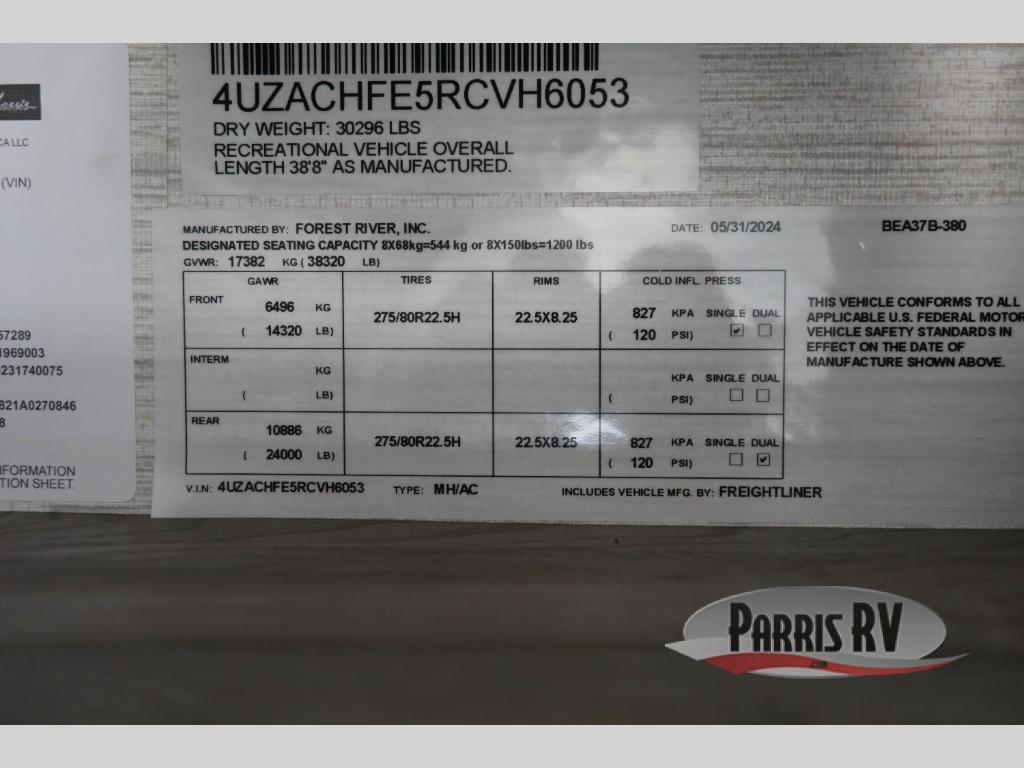 CA LLC
(VIN)
57289
1969003
231740075
821A0270846
8
FORMATION
TION SHEET.
4UZACHFE5RCVH6053
DRY WEIGHT: 30296 LBS
RECREATIONAL VEHICLE OVERALL
LENGTH 38'8" AS MANUFACTURED.
MANUFACTURED BY: FOREST RIVER, INC. DATE: 05/31/2024 BEA37B-380
DESIGNATED SEATING CAPACITY 8X68kg=544 kg or 8X150lbs=1200 lbs
GVWR: 17382 KG ( 38320 LB)
GAWR TIRES RIMS COLD INFL. PRESS
FRONT 6496 KG 275/80R22.5H 22.5X8.25 827 KPA SINGLE DUAL
( 14320 LB) ( 120 PSI)
INTERM KG KPA SINGLE DUAL
( LB) ( PSI)
REAR 10886 KG 275/80R22.5H 22.5X8.25 827 KPA SINGLE DUAL
( 24000 LB) ( 120 PSI)
V.I.N: 4UZACHFE5RCVH6053 TYPE: MH/AC INCLUDES VEHICLE MFG. BY: FREIGHTLINER
THIS VEHICLE CONFORMS TO ALL
APPLICABLE U.S. FEDERAL MOTOR
VEHICLE SAFETY STANDARDS IN
EFFECT ON THE DATE OF
MANUFACTURE SHOWN ABOVE.
PARRIS RV
.com